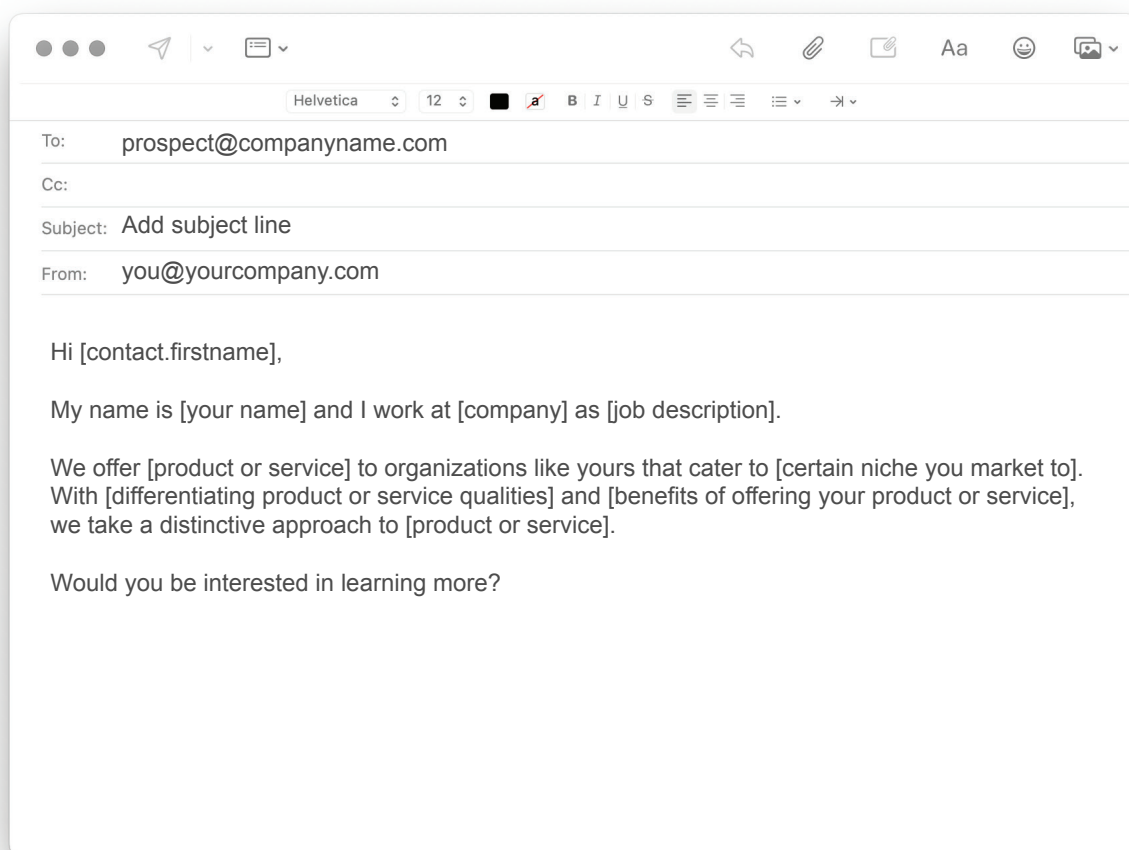 Aa
Helvetica 12 a B I U S
To: prospect@companyname.com
Cc:
Subject: Add subject line
From: you@yourcompany.com
Hi [contact.firstname],
My name is [your name] and I work at [company] as [job description].
We offer [product or service] to organizations like yours that cater to [certain niche you market to].
With [differentiating product or service qualities] and [benefits of offering your product or service],
we take a distinctive approach to [product or service].
Would you be interested in learning more?